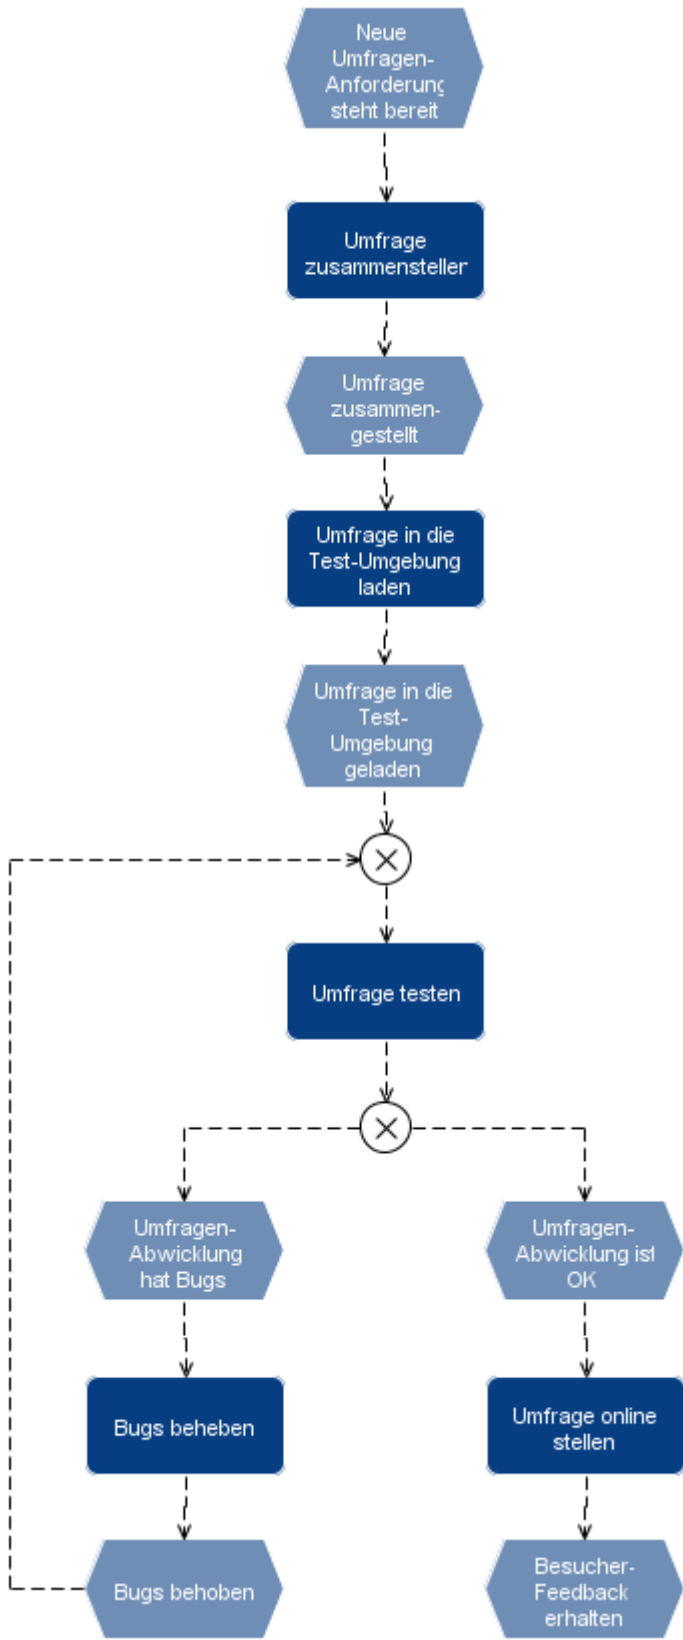 Neue
Umfragen-
Anforderung
steht bereit
Umfrage
zusammenstellen
Umfrage
zusammen-
gestellt
Umfrage in die
Test-Umgebung
laden
Umfrage in die
Test-
Umgebung
geladen
Umfrage testen
Umfragen-
Abwicklung
hat Bugs
Umfragen-
Abwicklung ist
OK
Bugs beheben
Umfrage online
stellen
Bugs behoben
Besucher-
Feedback
erhalten